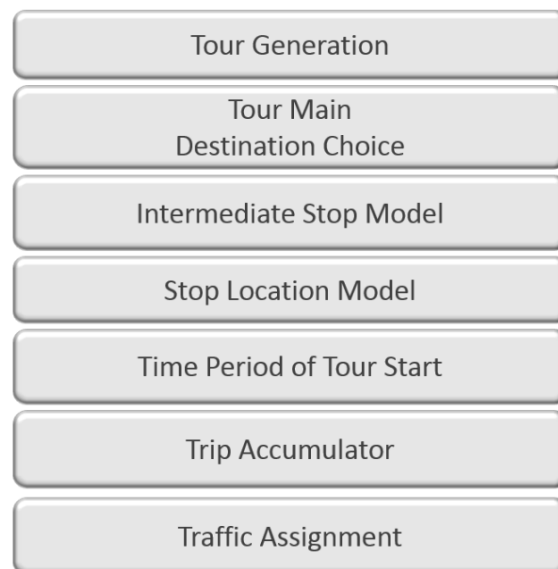 Tour Generation
Tour Main
Destination Choice
Intermediate Stop Model
Stop Location Model
Time Period of Tour Start
Trip Accumulator
Traffic Assignment